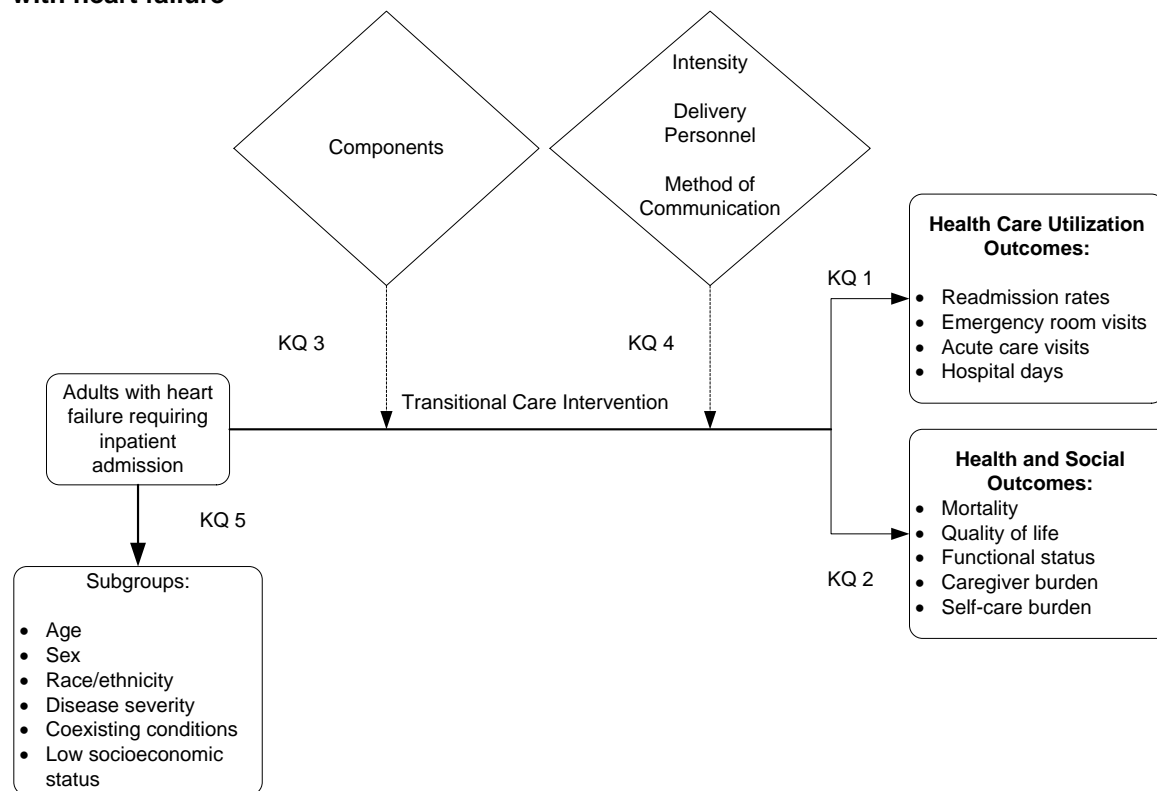 with heart failure
Components
Intensity
Delivery
Personnel
Method of
Communication
KQ 3
KQ 4
Adults with heart
failure requiring
inpatient
admission
Transitional Care Intervention
KQ 1
Health Care Utilization
Outcomes:
• Readmission rates
• Emergency room visits
• Acute care visits
• Hospital days
KQ 2
Health and Social
Outcomes:
• Mortality
• Quality of life
• Functional status
• Caregiver burden
• Self-care burden
KQ 5
Subgroups:
• Age
• Sex
• Race/ethnicity
• Disease severity
• Coexisting conditions
• Low socioeconomic
status